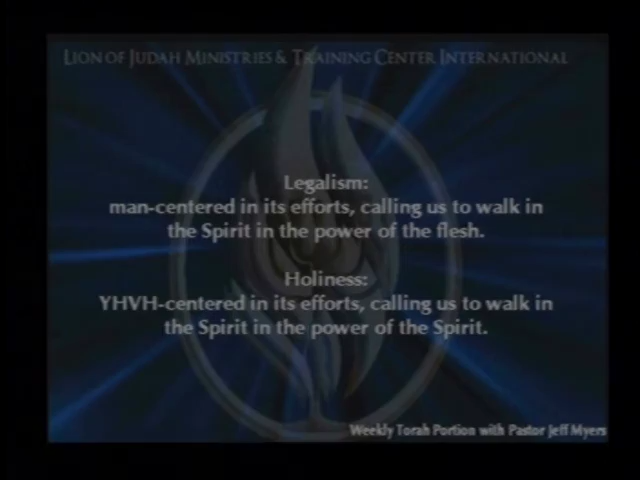 LION OF JUDAH MINISTRIES & TRAINING CENTER INTERNATIONAL
Legalism:
man-centered in its efforts, calling us to walk in
the Spirit in the power of the flesh.
Holiness:
YHVH-centered in its efforts, calling us to walk in
the Spirit in the power of the Spirit.
Weekly Torah Portion with Pastor Jeff Myers